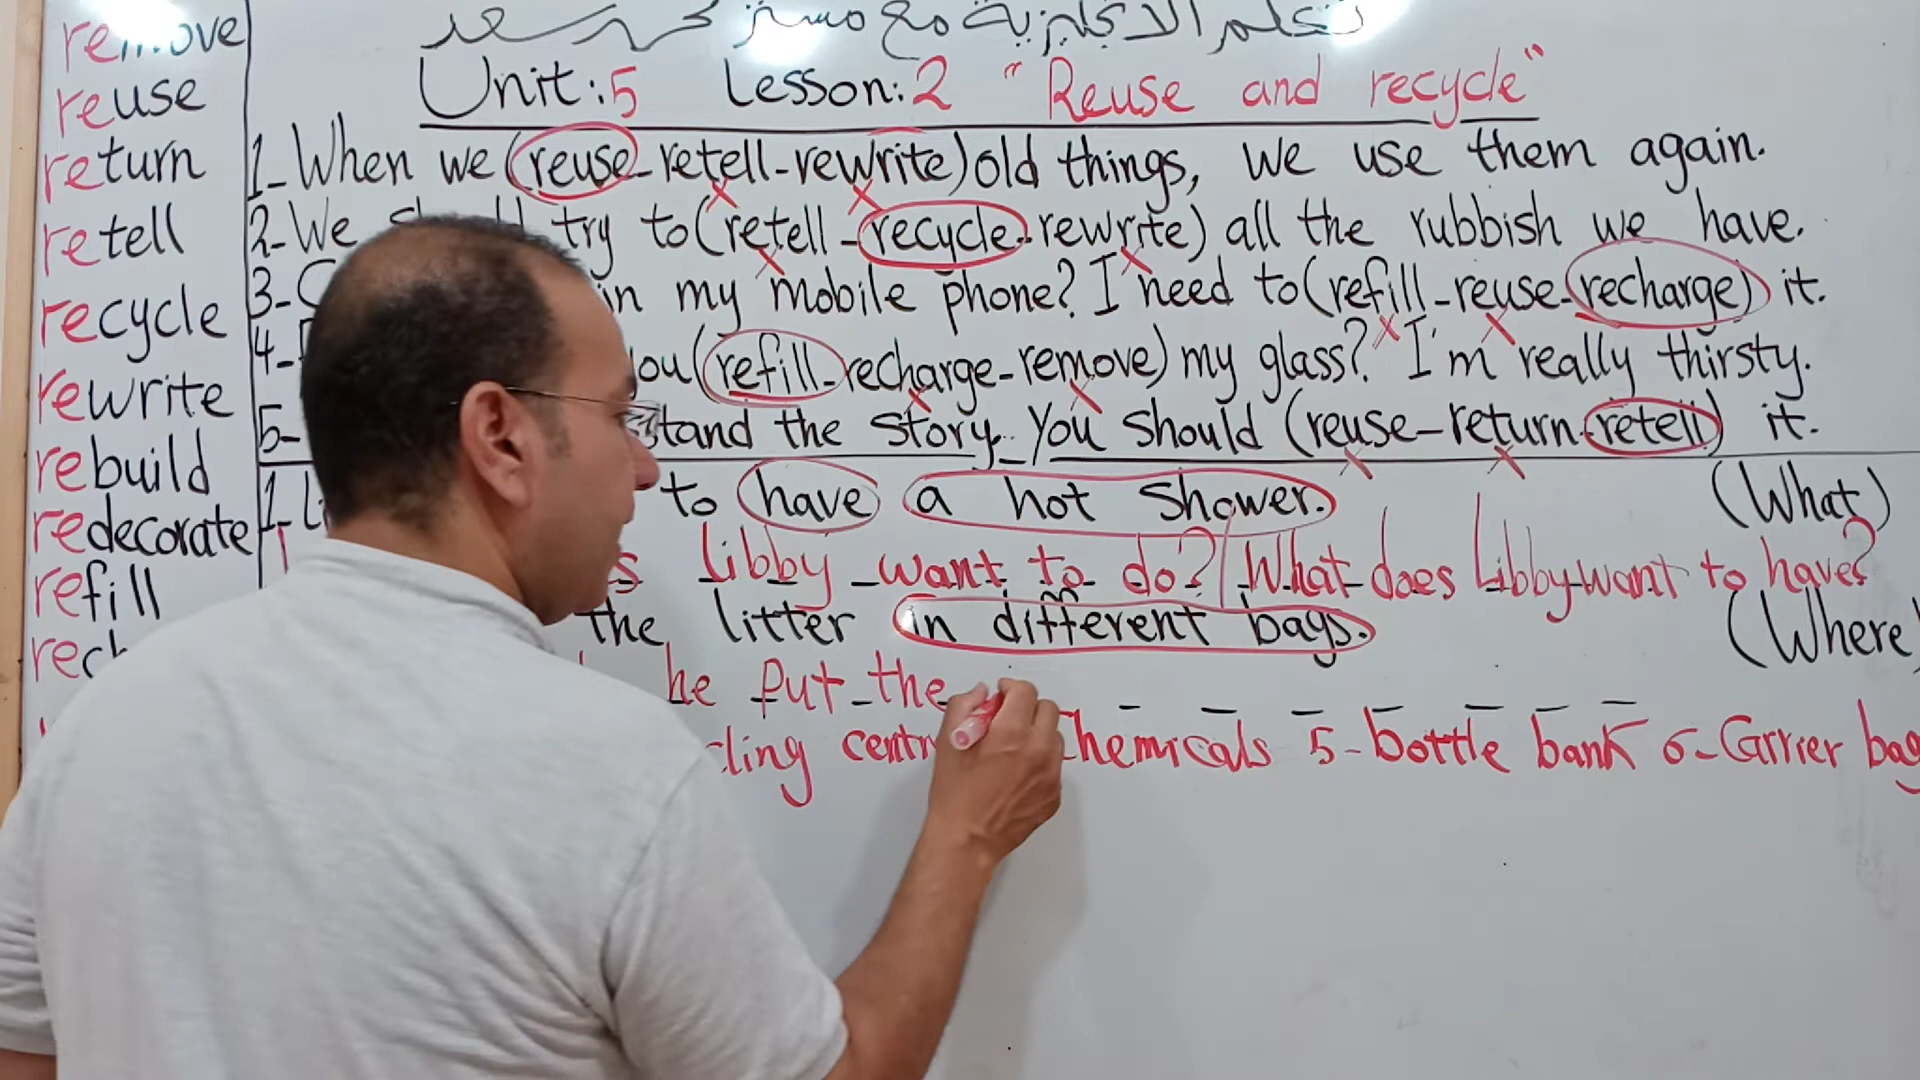 تعلم الانجليزية مع مستر محمد سعد
Unit:5 Lesson:2 "Reuse and recycle"
remove
reuse
return
retell
recycle
rewrite
rebuild
redecorate
refill
1-When we (reuse-retell-rewrite) old things, we use them again.
2-We try to (retell-recycle-rewrite) all the rubbish we have.
3- in my mobile phone? I need to (refill-reuse-recharge) it.
4- you (refill-recharge-remove) my glass? I'm really thirsty.
5- the story. You should (reuse-return-retell) it.
1- to have a hot shower. (What)
Libby want to do? / What does Libby want to have?
the litter in different bags. (Where)
he put the
Chemicals 5-bottle bank 6-Carrier